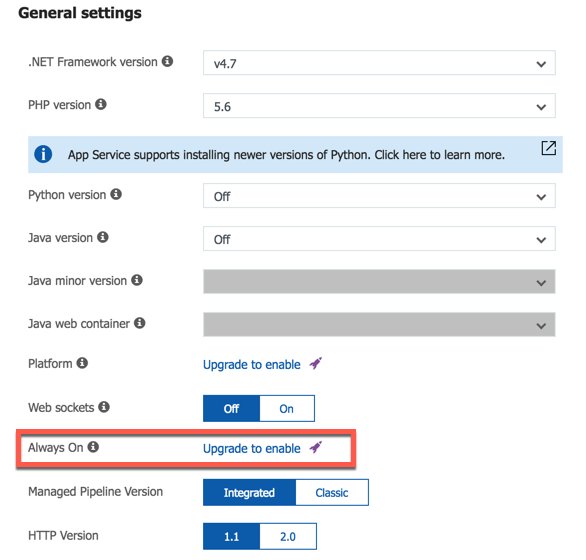 General settings
.NET Framework version
v4.7
PHP version
5.6
App Service supports installing newer versions of Python. Click here to learn more.
Python version
Off
Java version
Off
Java minor version
Java web container
Platform
Upgrade to enable
Web sockets
Off On
Always On
Upgrade to enable
Managed Pipeline Version
Integrated Classic
HTTP Version
1.1 2.0